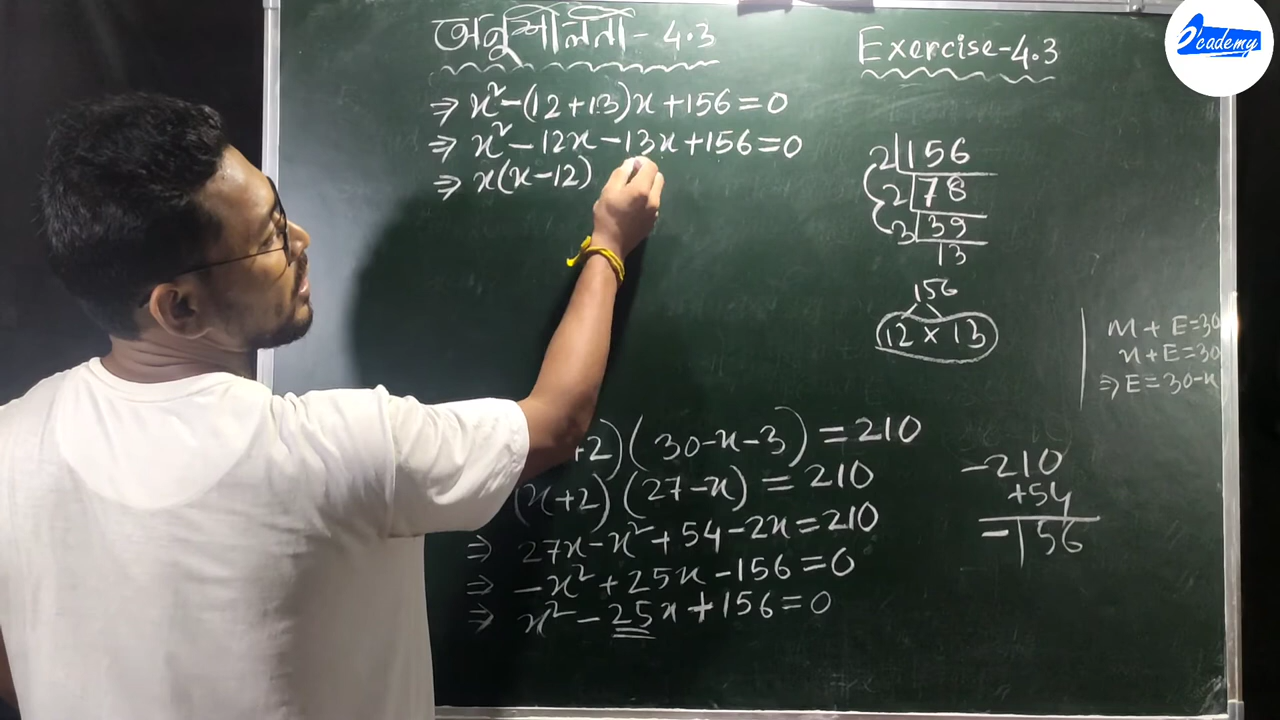 অনুশীলনী - 4.3
⇒ x² - (12+13)x + 156 = 0
⇒ x² - 12x - 13x + 156 = 0
⇒ x(x-12)
+2)(30-x-3) = 210
(x+2)(27-x) = 210
⇒ 27x - x² + 54 - 2x = 210
⇒ -x² + 25x - 156 = 0
⇒ x² - 25x + 156 = 0
Exercise-4.3
2 156
2 78
3 39
13
156
12 × 13
M + E = 30
x + E = 30
⇒ E = 30-x
-210
+54
-156
e'cademy